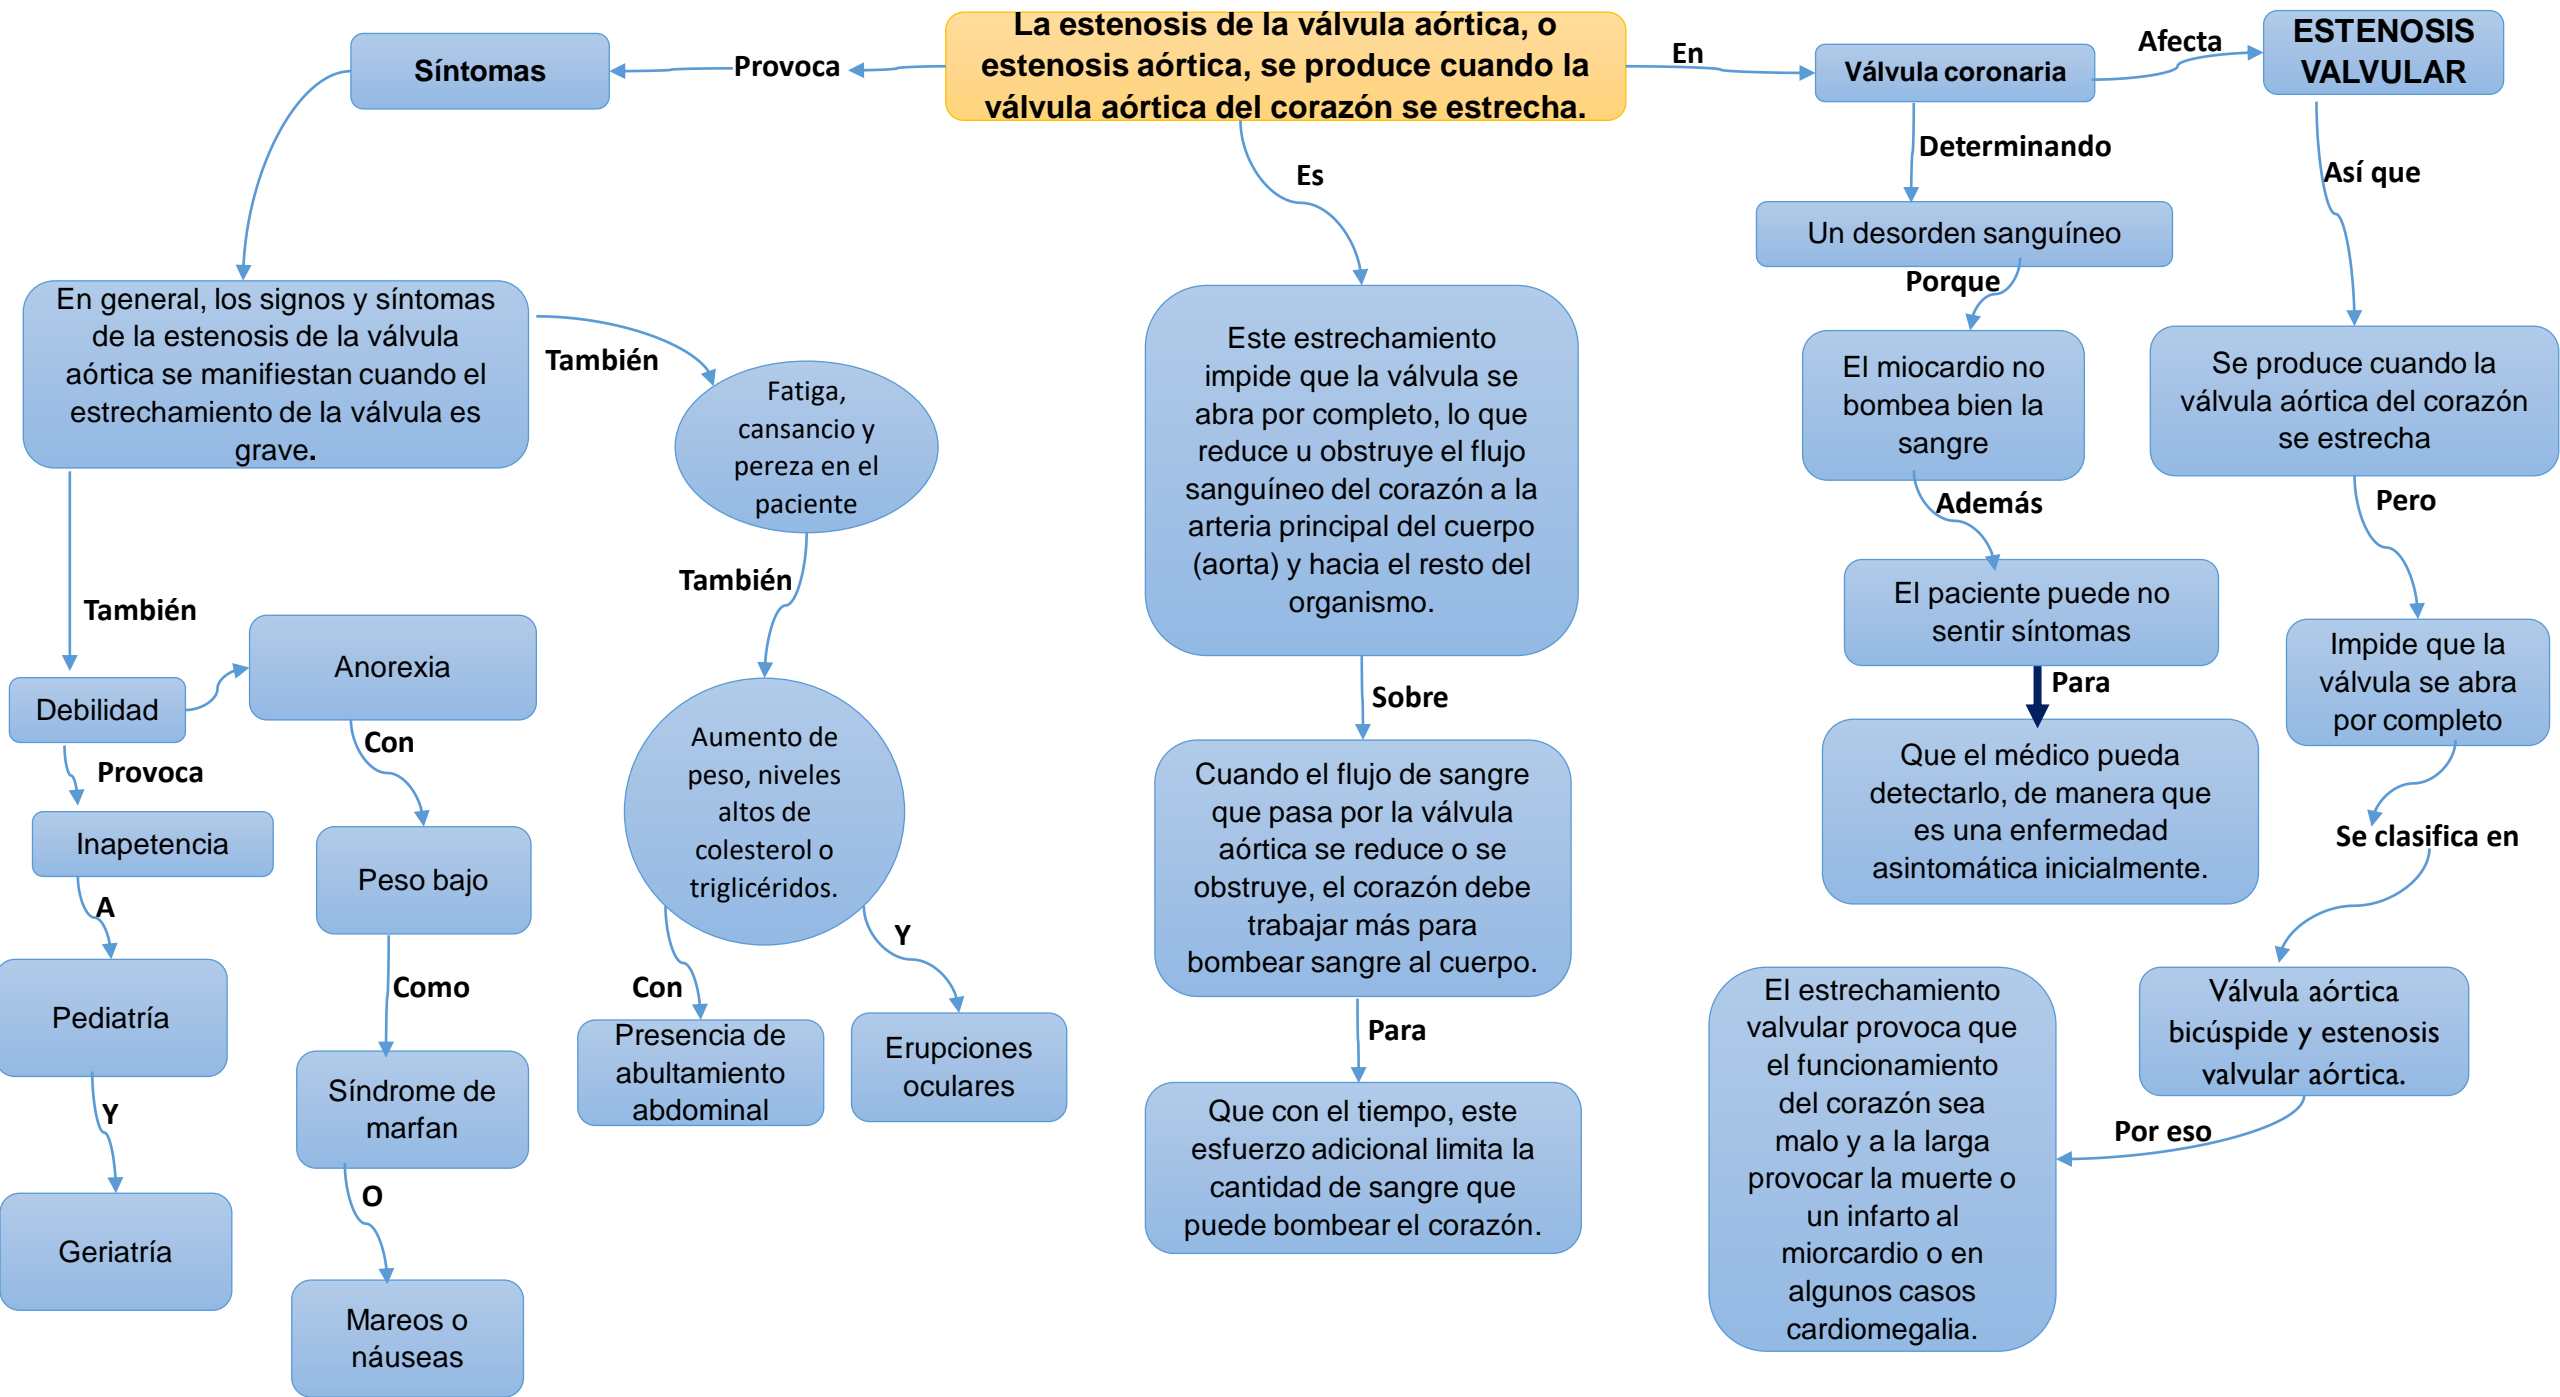 La estenosis de la válvula aórtica, o
estenosis aórtica, se produce cuando la
válvula aórtica del corazón se estrecha.
Provoca
Síntomas
En general, los signos y síntomas
de la estenosis de la válvula
aórtica se manifiestan cuando el
estrechamiento de la válvula es
grave.
También
Debilidad
Provoca
Inapetencia
A
Pediatría
Y
Geriatría
Anorexia
Con
Peso bajo
Como
Síndrome de
marfan
O
Mareos o
náuseas
También
Fatiga,
cansancio y
pereza en el
paciente
También
Aumento de
peso, niveles
altos de
colesterol o
triglicéridos.
Con
Presencia de
abultamiento
abdominal
Y
Erupciones
oculares
Es
Este estrechamiento
impide que la válvula se
abra por completo, lo que
reduce u obstruye el flujo
sanguíneo del corazón a la
arteria principal del cuerpo
(aorta) y hacia el resto del
organismo.
Sobre
Cuando el flujo de sangre
que pasa por la válvula
aórtica se reduce o se
obstruye, el corazón debe
trabajar más para
bombear sangre al cuerpo.
Para
Que con el tiempo, este
esfuerzo adicional limita la
cantidad de sangre que
puede bombear el corazón.
En
Válvula coronaria
Determinando
Un desorden sanguíneo
Porque
El miocardio no
bombea bien la
sangre
Además
El paciente puede no
sentir síntomas
Para
Que el médico pueda
detectarlo, de manera que
es una enfermedad
asintomática inicialmente.
Afecta
ESTENOSIS
VALVULAR
Así que
Se produce cuando la
válvula aórtica del corazón
se estrecha
Pero
Impide que la
válvula se abra
por completo
Se clasifica en
Válvula aórtica
bicúspide y estenosis
valvular aórtica.
Por eso
El estrechamiento
valvular provoca que
el funcionamiento
del corazón sea
malo y a la larga
provocar la muerte o
un infarto al
miorcardio o en
algunos casos
cardiomegalia.